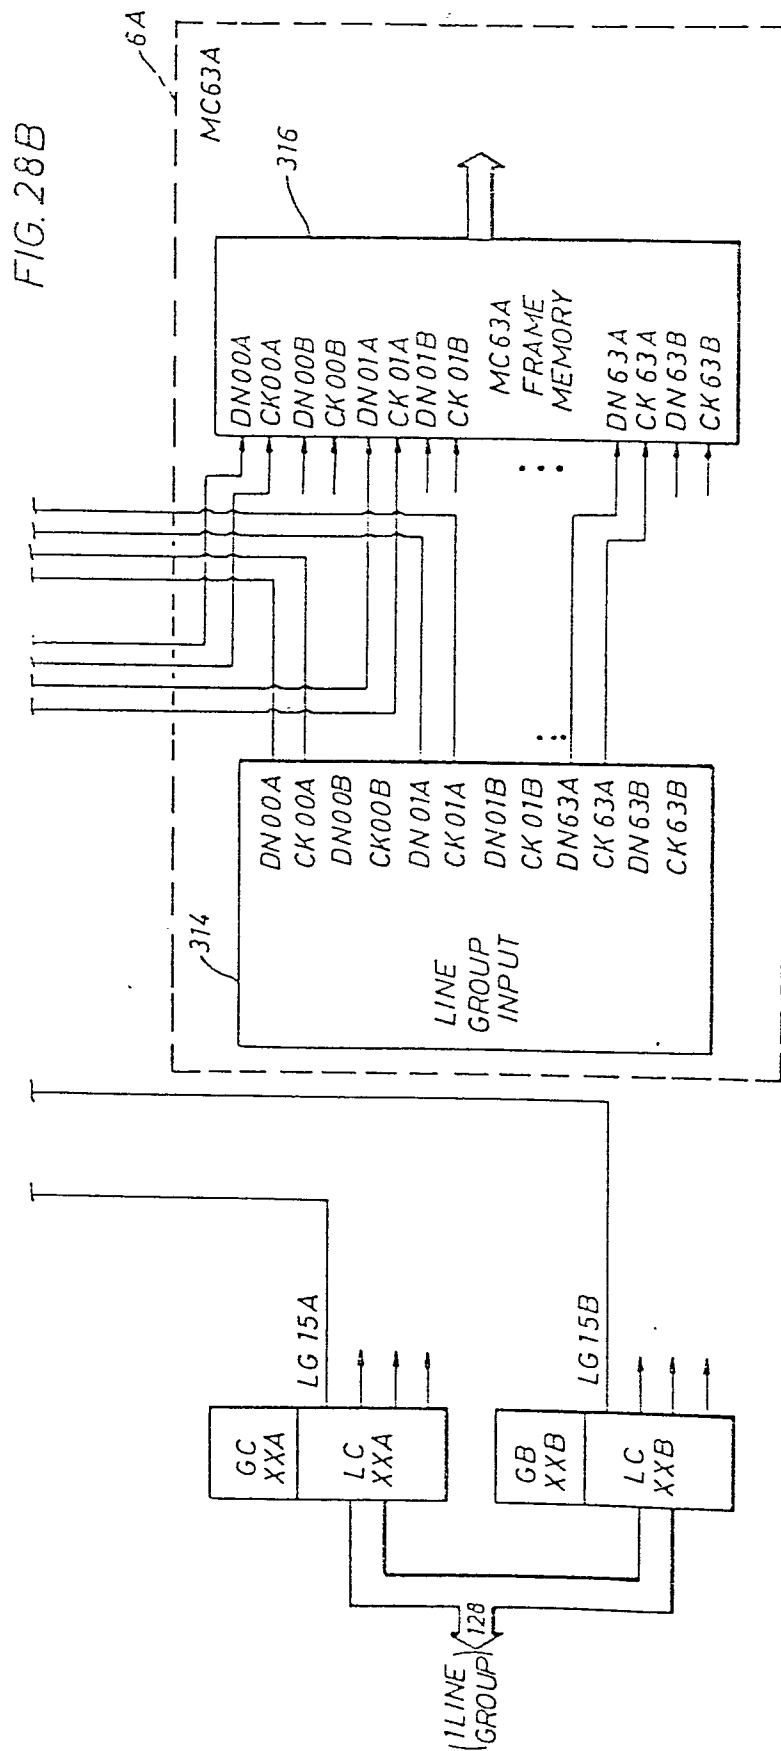 FIG. 28B
6A
MC63A
316
DN00A
CK00A
DN00B
CK00B
DN01A
CK01A
DN01B
CK01B
MC63A
FRAME
MEMORY
DN63A
CK63A
DN63B
CK63B
314
DN00A
CK00A
DN00B
CK00B
DN01A
CK01A
DN01B
CK01B
DN63A
CK63A
DN63B
CK63B
LINE
GROUP
INPUT
LG15A
GC
XXA
LC
XXA
LG15B
GB
XXB
LC
XXB
128
(1LINE
GROUP)